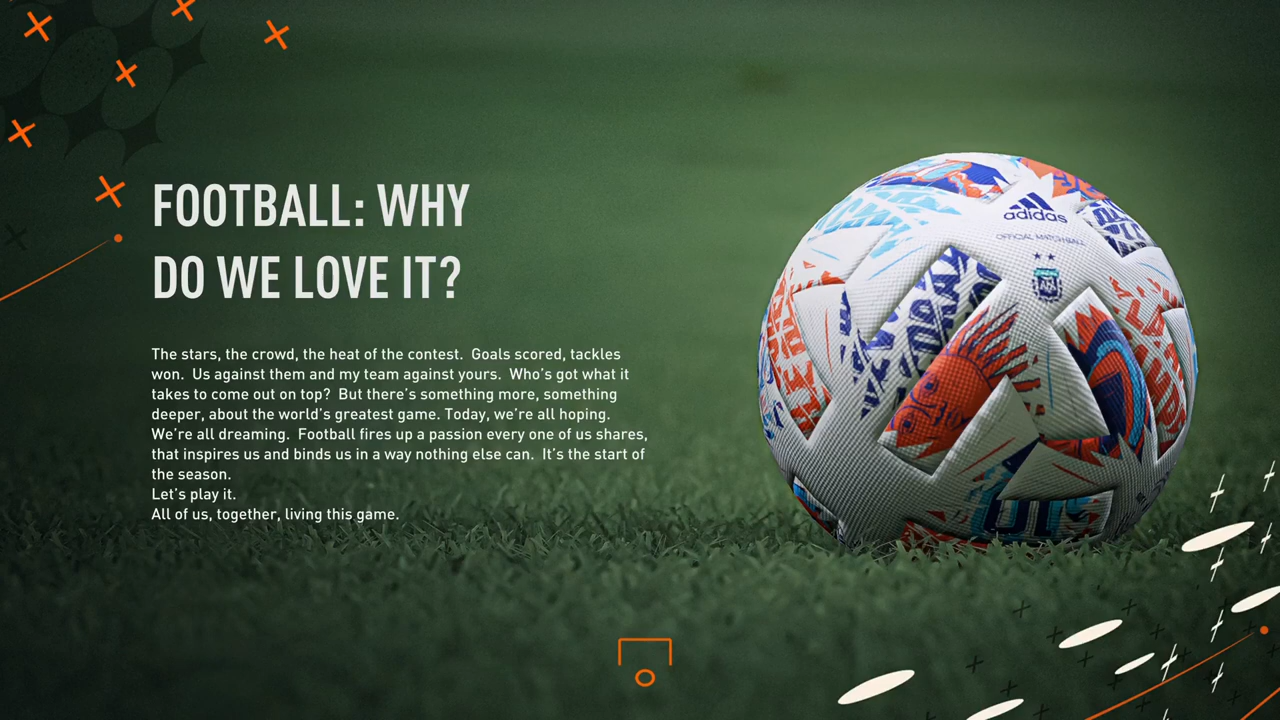 FOOTBALL: WHY
DO WE LOVE IT?
The stars, the crowd, the heat of the contest.  Goals scored, tackles
won.  Us against them and my team against yours.  Who's got what it
takes to come out on top?  But there's something more, something
deeper, about the world's greatest game. Today, we're all hoping.
We're all dreaming.  Football fires up a passion every one of us shares,
that inspires us and binds us in a way nothing else can.  It's the start of
the season.
Let's play it.
All of us, together, living this game.
adidas
OFFICIAL MATCH BALL
AFA